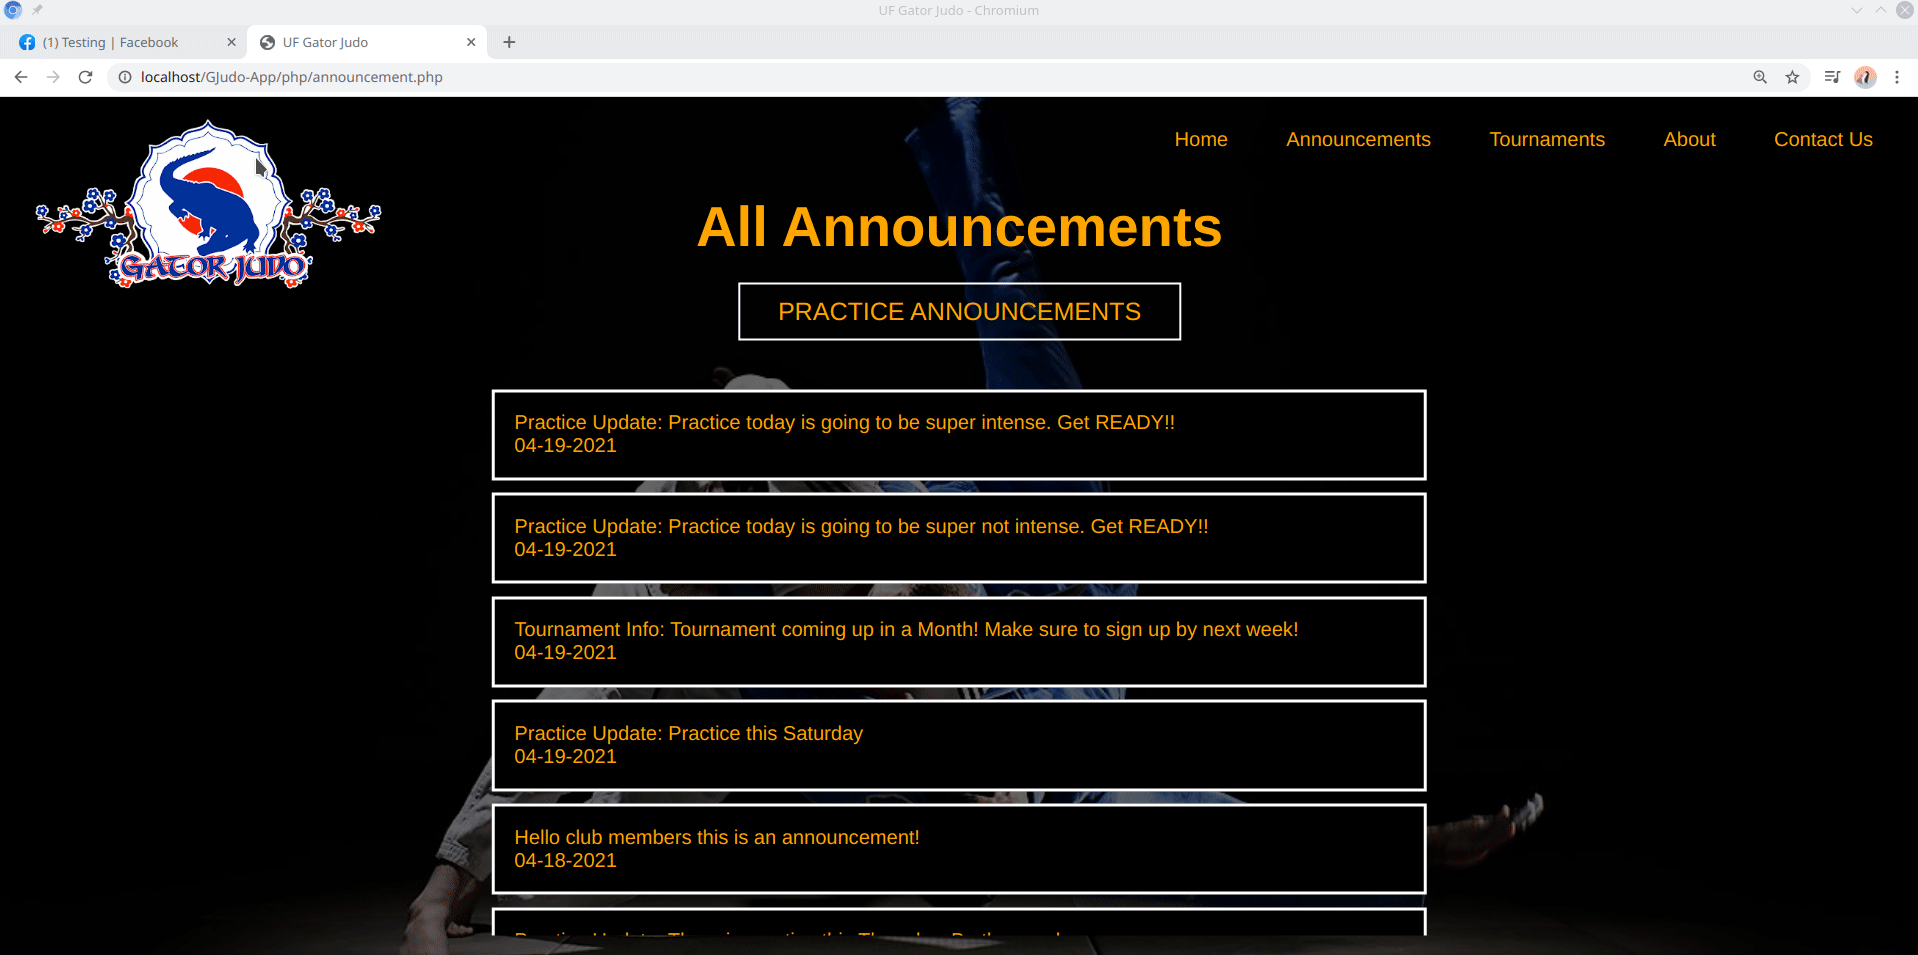 UF Gator Judo - Chromium
(1) Testing | Facebook
UF Gator Judo
localhost/GJudo-App/php/announcement.php
Home
Announcements
Tournaments
About
Contact Us
GATOR JUDO
All Announcements
PRACTICE ANNOUNCEMENTS
Practice Update: Practice today is going to be super intense. Get READY!!
04-19-2021
Practice Update: Practice today is going to be super not intense. Get READY!!
04-19-2021
Tournament Info: Tournament coming up in a Month! Make sure to sign up by next week!
04-19-2021
Practice Update: Practice this Saturday
04-19-2021
Hello club members this is an announcement!
04-18-2021